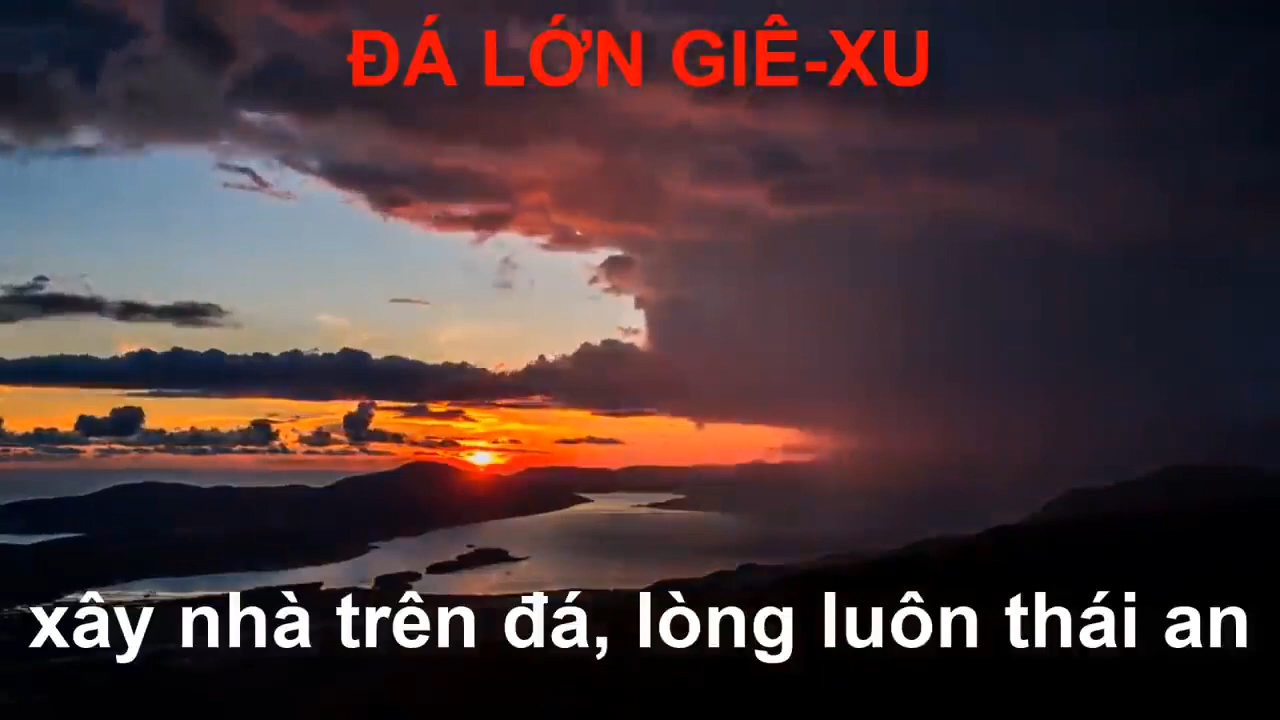 ĐÁ LỚN GIÊ-XU
xây nhà trên đá, lòng luôn thái an